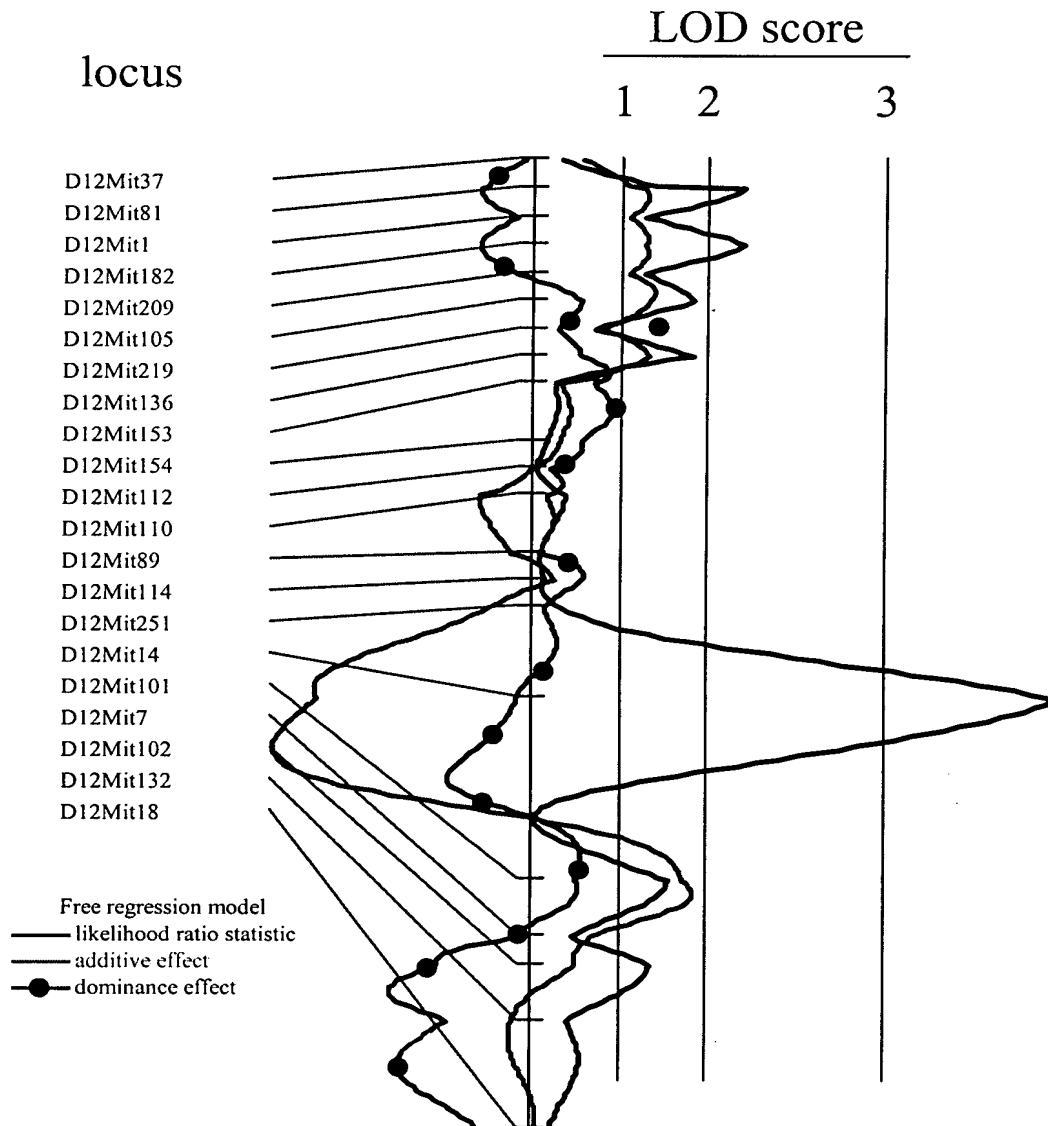 LOD score
locus
1 2 3
D12Mit37
D12Mit81
D12Mit1
D12Mit182
D12Mit209
D12Mit105
D12Mit219
D12Mit136
D12Mit153
D12Mit154
D12Mit112
D12Mit110
D12Mit89
D12Mit114
D12Mit251
D12Mit14
D12Mit101
D12Mit7
D12Mit102
D12Mit132
D12Mit18
Free regression model
likelihood ratio statistic
additive effect
dominance effect